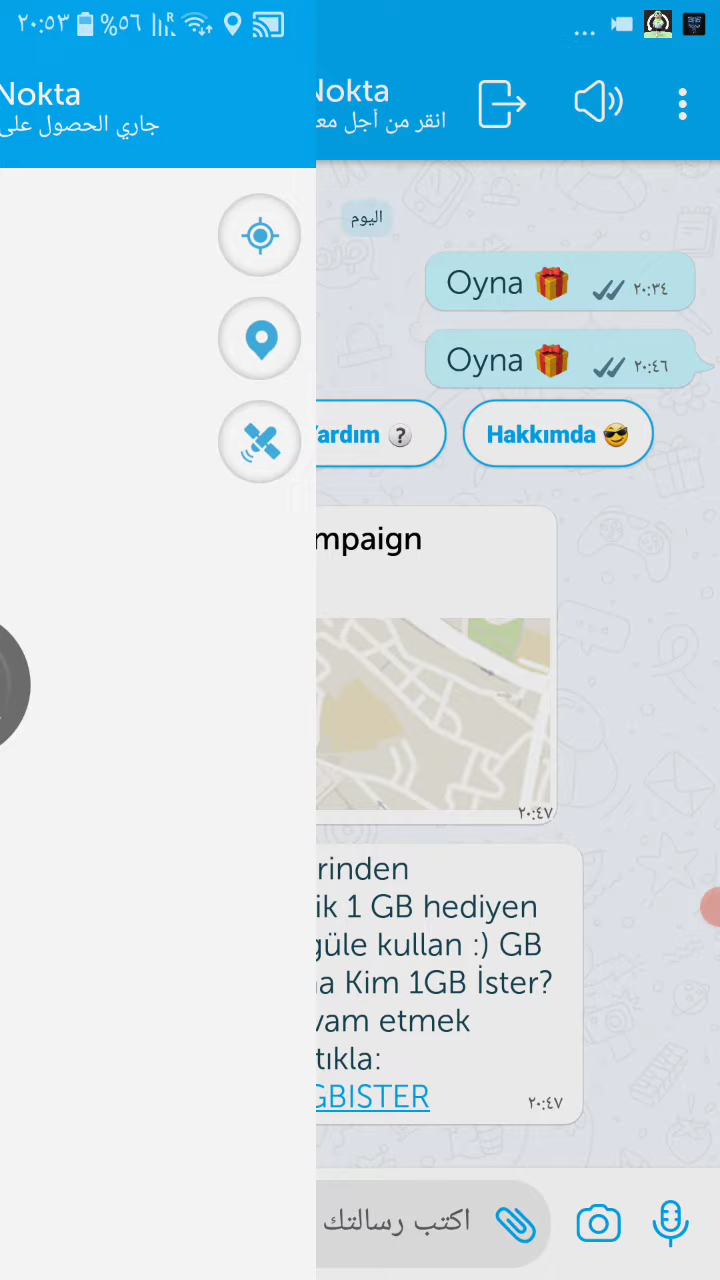 ٢٠:٥٣ %٥٦
Nokta
جاري الحصول على
Nokta
انقر من أجل مع
اليوم
Oyna 🎁 ٢٠:٣٤
Oyna 🎁 ٢٠:٤٦
Yardım ?
Hakkımda 😎
mpaign
٢٠:٤٧
rinden
ik 1 GB hediyen
güle kullan :) GB
a Kim 1GB İster?
vam etmek
tıkla:
GBISTER
٢٠:٤٧
اكتب رسالتك